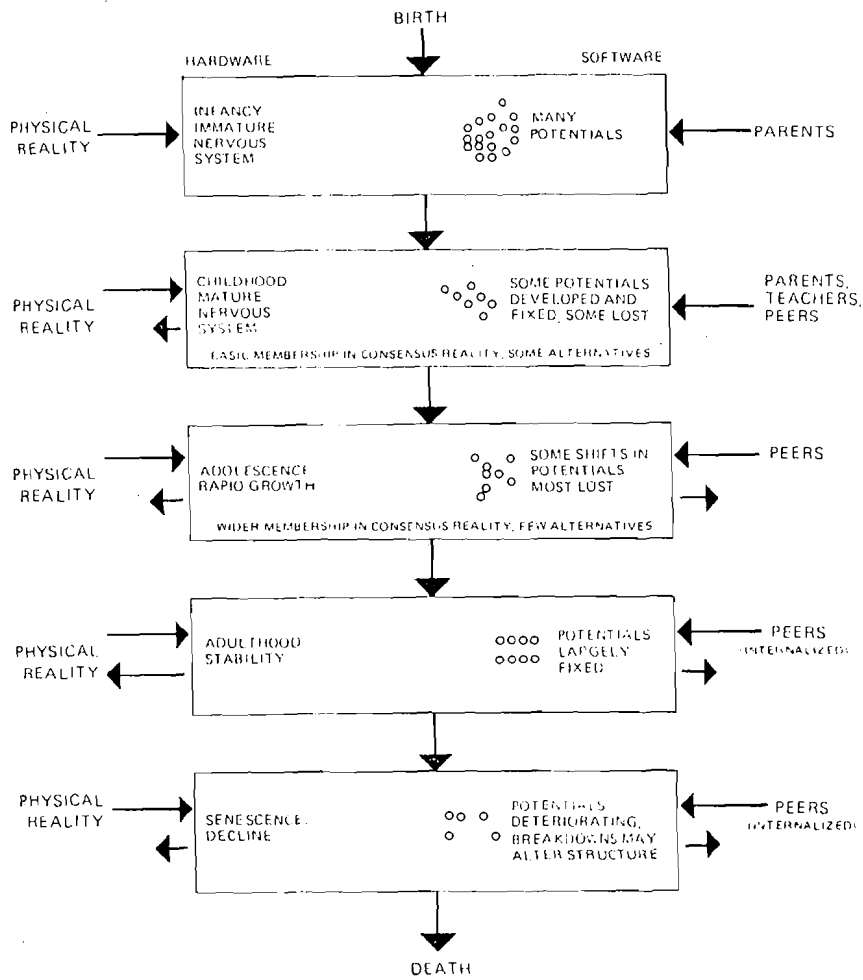 BIRTH
HARDWARE
SOFTWARE
PHYSICAL
REALITY
INFANCY
IMMATURE
NERVOUS
SYSTEM
MANY
POTENTIALS
PARENTS
PHYSICAL
REALITY
CHILDHOOD
MATURE
NERVOUS
SYSTEM
SOME POTENTIALS
DEVELOPED AND
FIXED, SOME LOST
PARENTS,
TEACHERS,
PEERS
BASIC MEMBERSHIP IN CONSENSUS REALITY, SOME ALTERNATIVES
PHYSICAL
REALITY
ADOLESCENCE
RAPID GROWTH
SOME SHIFTS IN
POTENTIALS
MOST LOST
PEERS
WIDER MEMBERSHIP IN CONSENSUS REALITY, FEW ALTERNATIVES
PHYSICAL
REALITY
ADULTHOOD
STABILITY
POTENTIALS
LARGELY
FIXED
PEERS
(INTERNALIZED)
PHYSICAL
REALITY
SENESCENCE,
DECLINE
POTENTIALS
DETERIORATING,
BREAKDOWNS MAY
ALTER STRUCTURE
PEERS
(INTERNALIZED)
DEATH